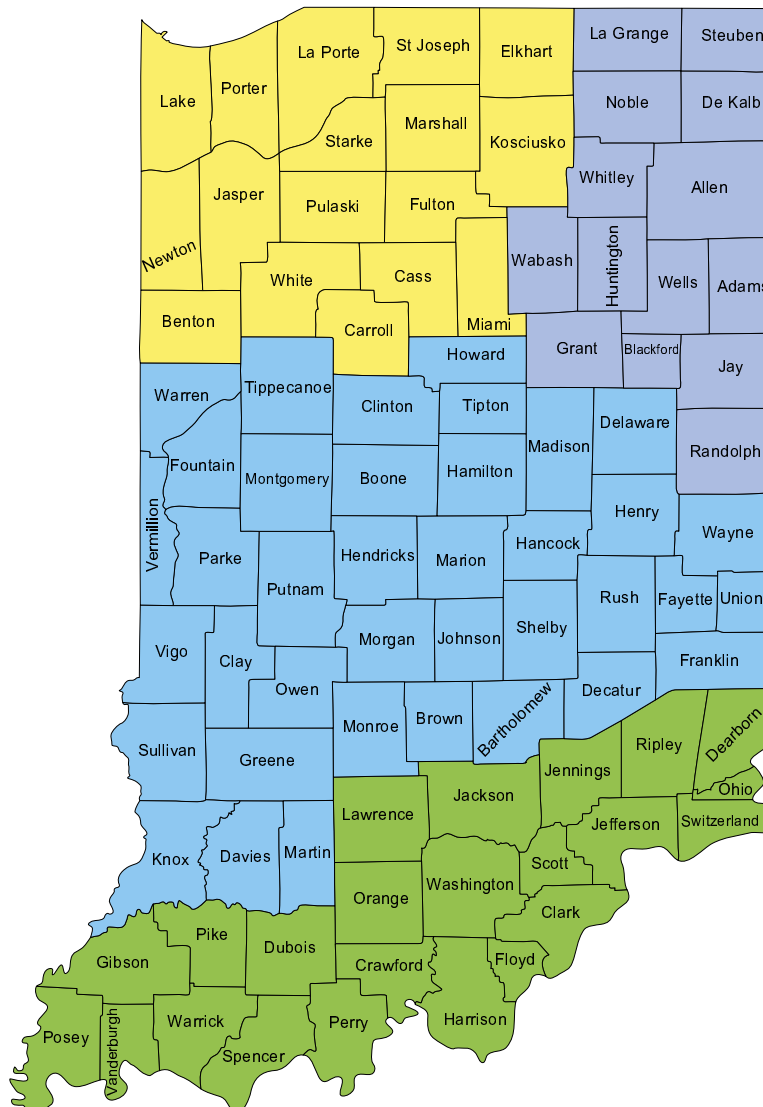 La Grange
Steuben
St Joseph
La Porte
Elkhart
Porter
Lake
Noble
De Kalb
Marshall
Starke
Kosciusko
Whitley
Allen
Jasper
Pulaski
Fulton
Newton
Wabash
Huntington
White
Cass
Wells
Adams
Benton
Miami
Carroll
Grant
Blackford
Howard
Jay
Warren
Tippecanoe
Clinton
Tipton
Delaware
Madison
Randolph
Fountain
Montgomery
Boone
Hamilton
Henry
Vermillion
Wayne
Parke
Hendricks
Marion
Hancock
Putnam
Rush
Fayette
Union
Vigo
Clay
Morgan
Johnson
Shelby
Franklin
Owen
Decatur
Monroe
Brown
Bartholomew
Sullivan
Greene
Jennings
Ripley
Dearborn
Ohio
Jackson
Lawrence
Jefferson
Switzerland
Knox
Davies
Martin
Scott
Washington
Orange
Clark
Pike
Dubois
Gibson
Crawford
Floyd
Posey
Vanderburgh
Warrick
Perry
Harrison
Spencer